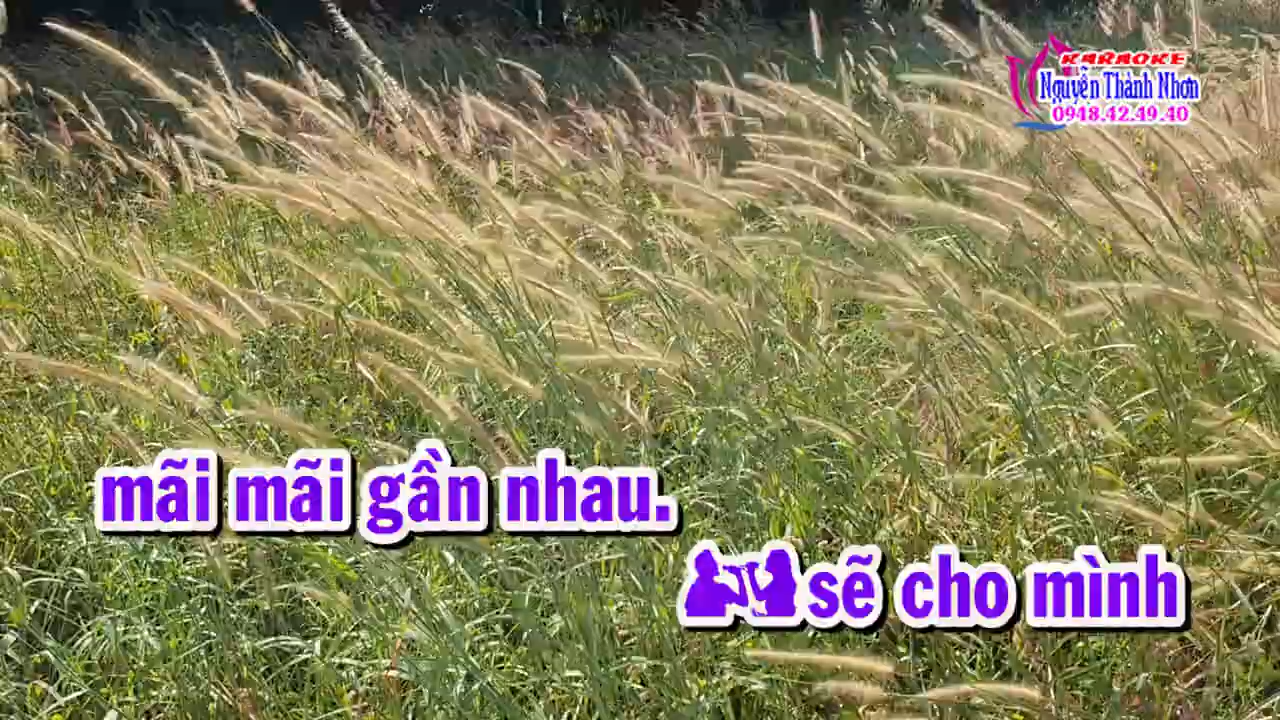 KARAOKE
Nguyễn Thành Nhơn
0948.42.49.40
mãi mãi gần nhau.
sẽ cho mình